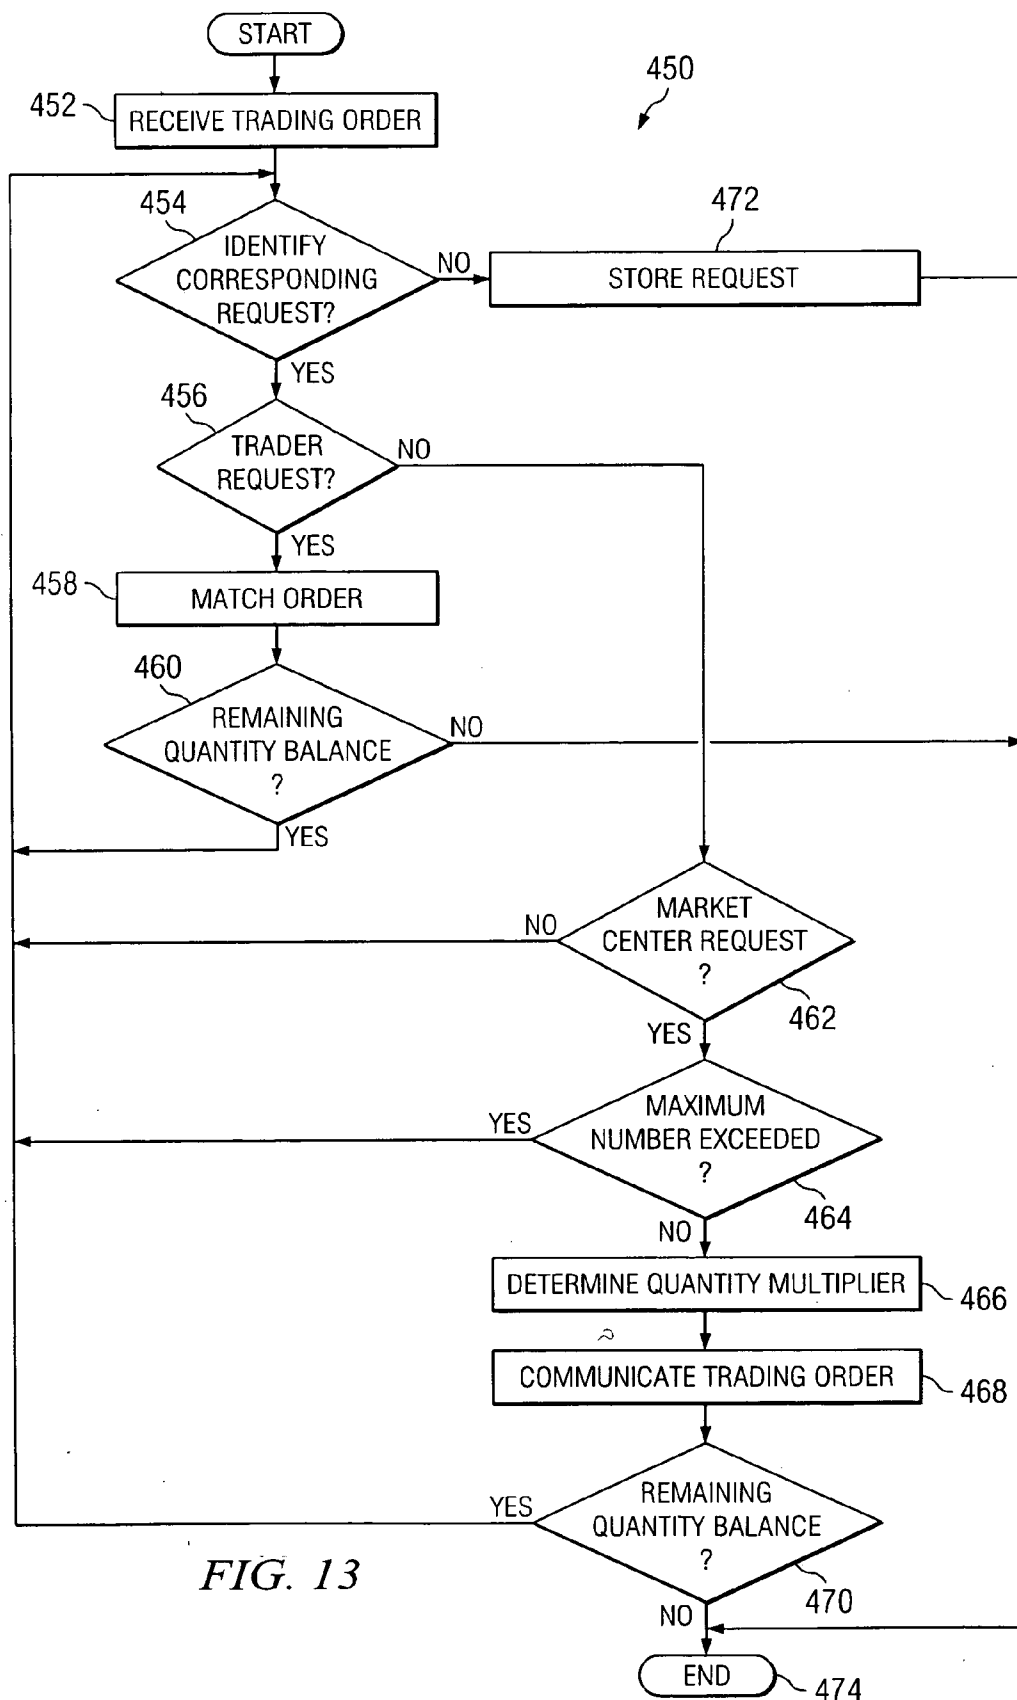 START
450
452
RECEIVE TRADING ORDER
454
472
IDENTIFY
CORRESPONDING
REQUEST?
NO
STORE REQUEST
YES
456
TRADER
REQUEST?
NO
YES
458
MATCH ORDER
460
REMAINING
QUANTITY BALANCE
?
NO
YES
MARKET
CENTER REQUEST
?
NO
462
YES
MAXIMUM
NUMBER EXCEEDED
?
YES
464
NO
DETERMINE QUANTITY MULTIPLIER
466
COMMUNICATE TRADING ORDER
468
REMAINING
QUANTITY BALANCE
?
YES
470
FIG. 13
NO
END
474